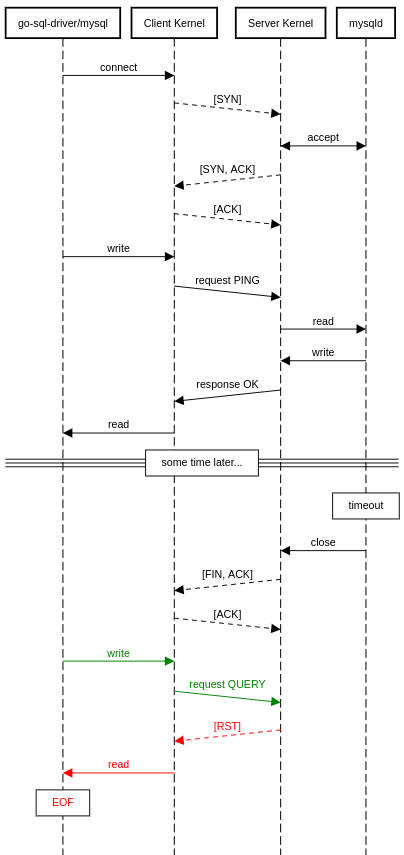 go-sql-driver/mysql Client Kernel Server Kernel mysqld
connect
[SYN]
accept
[SYN, ACK]
[ACK]
write
request PING
read
write
response OK
read
some time later...
timeout
close
[FIN, ACK]
[ACK]
write
request QUERY
[RST]
read
EOF